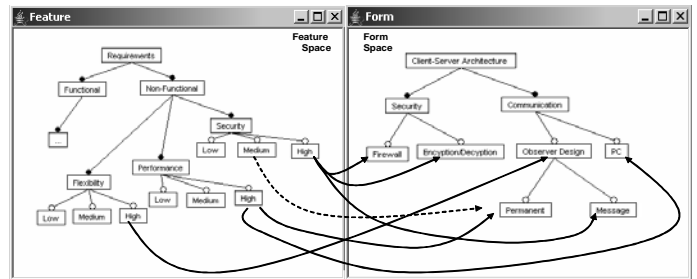 Feature
Feature
Space
Requirements
Functional
Non-Functional
...
Security
Low
Medium
High
Performance
Low
Medium
High
Flexibility
Low
Medium
High
Form
Form
Space
Client-Server Architecture
Security
Communication
Firewall
Encyption/Decyption
Observer Design
PC
Permanent
Message